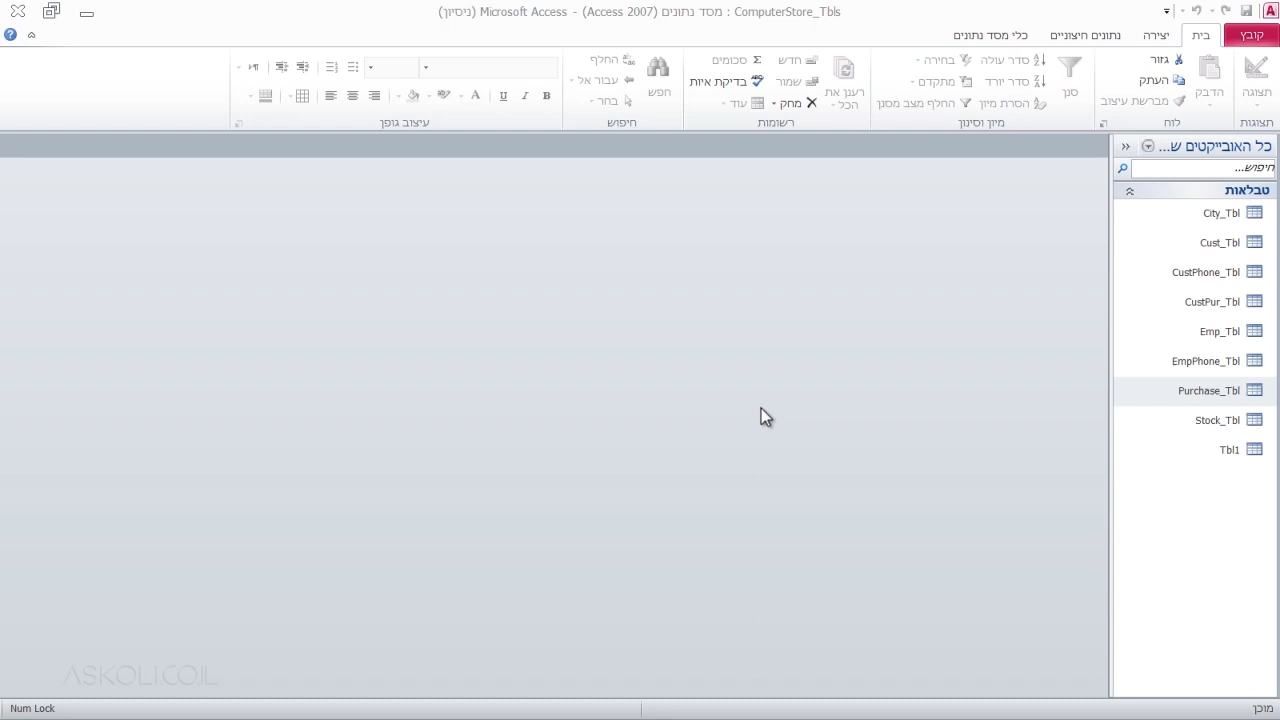 ComputerStore_Tbls : מסד נתונים (Access 2007) - Microsoft Access (ניסיון)
קובץ
בית
יצירה
נתונים חיצוניים
כלי מסד נתונים
תצוגה
תצוגות
הדבק
גזור
העתק
מברשת עיצוב
לוח
סנן
סדר עולה
סדר יורד
הסרת מיון
בחירה
מתקדם
החלף מצב מסנן
מיון וסינון
רענן את הכל
חדש
שמור
מחק
סכומים
בדיקת איות
עוד
רשומות
חפש
החלף
עבור אל
בחר
חיפוש
B I U A
עיצוב גופן
כל האובייקטים ש...
חיפוש...
טבלאות
City_Tbl
Cust_Tbl
CustPhone_Tbl
CustPur_Tbl
Emp_Tbl
EmpPhone_Tbl
Purchase_Tbl
Stock_Tbl
Tbl1
ASKOLI.CO.IL
מוכן
Num Lock